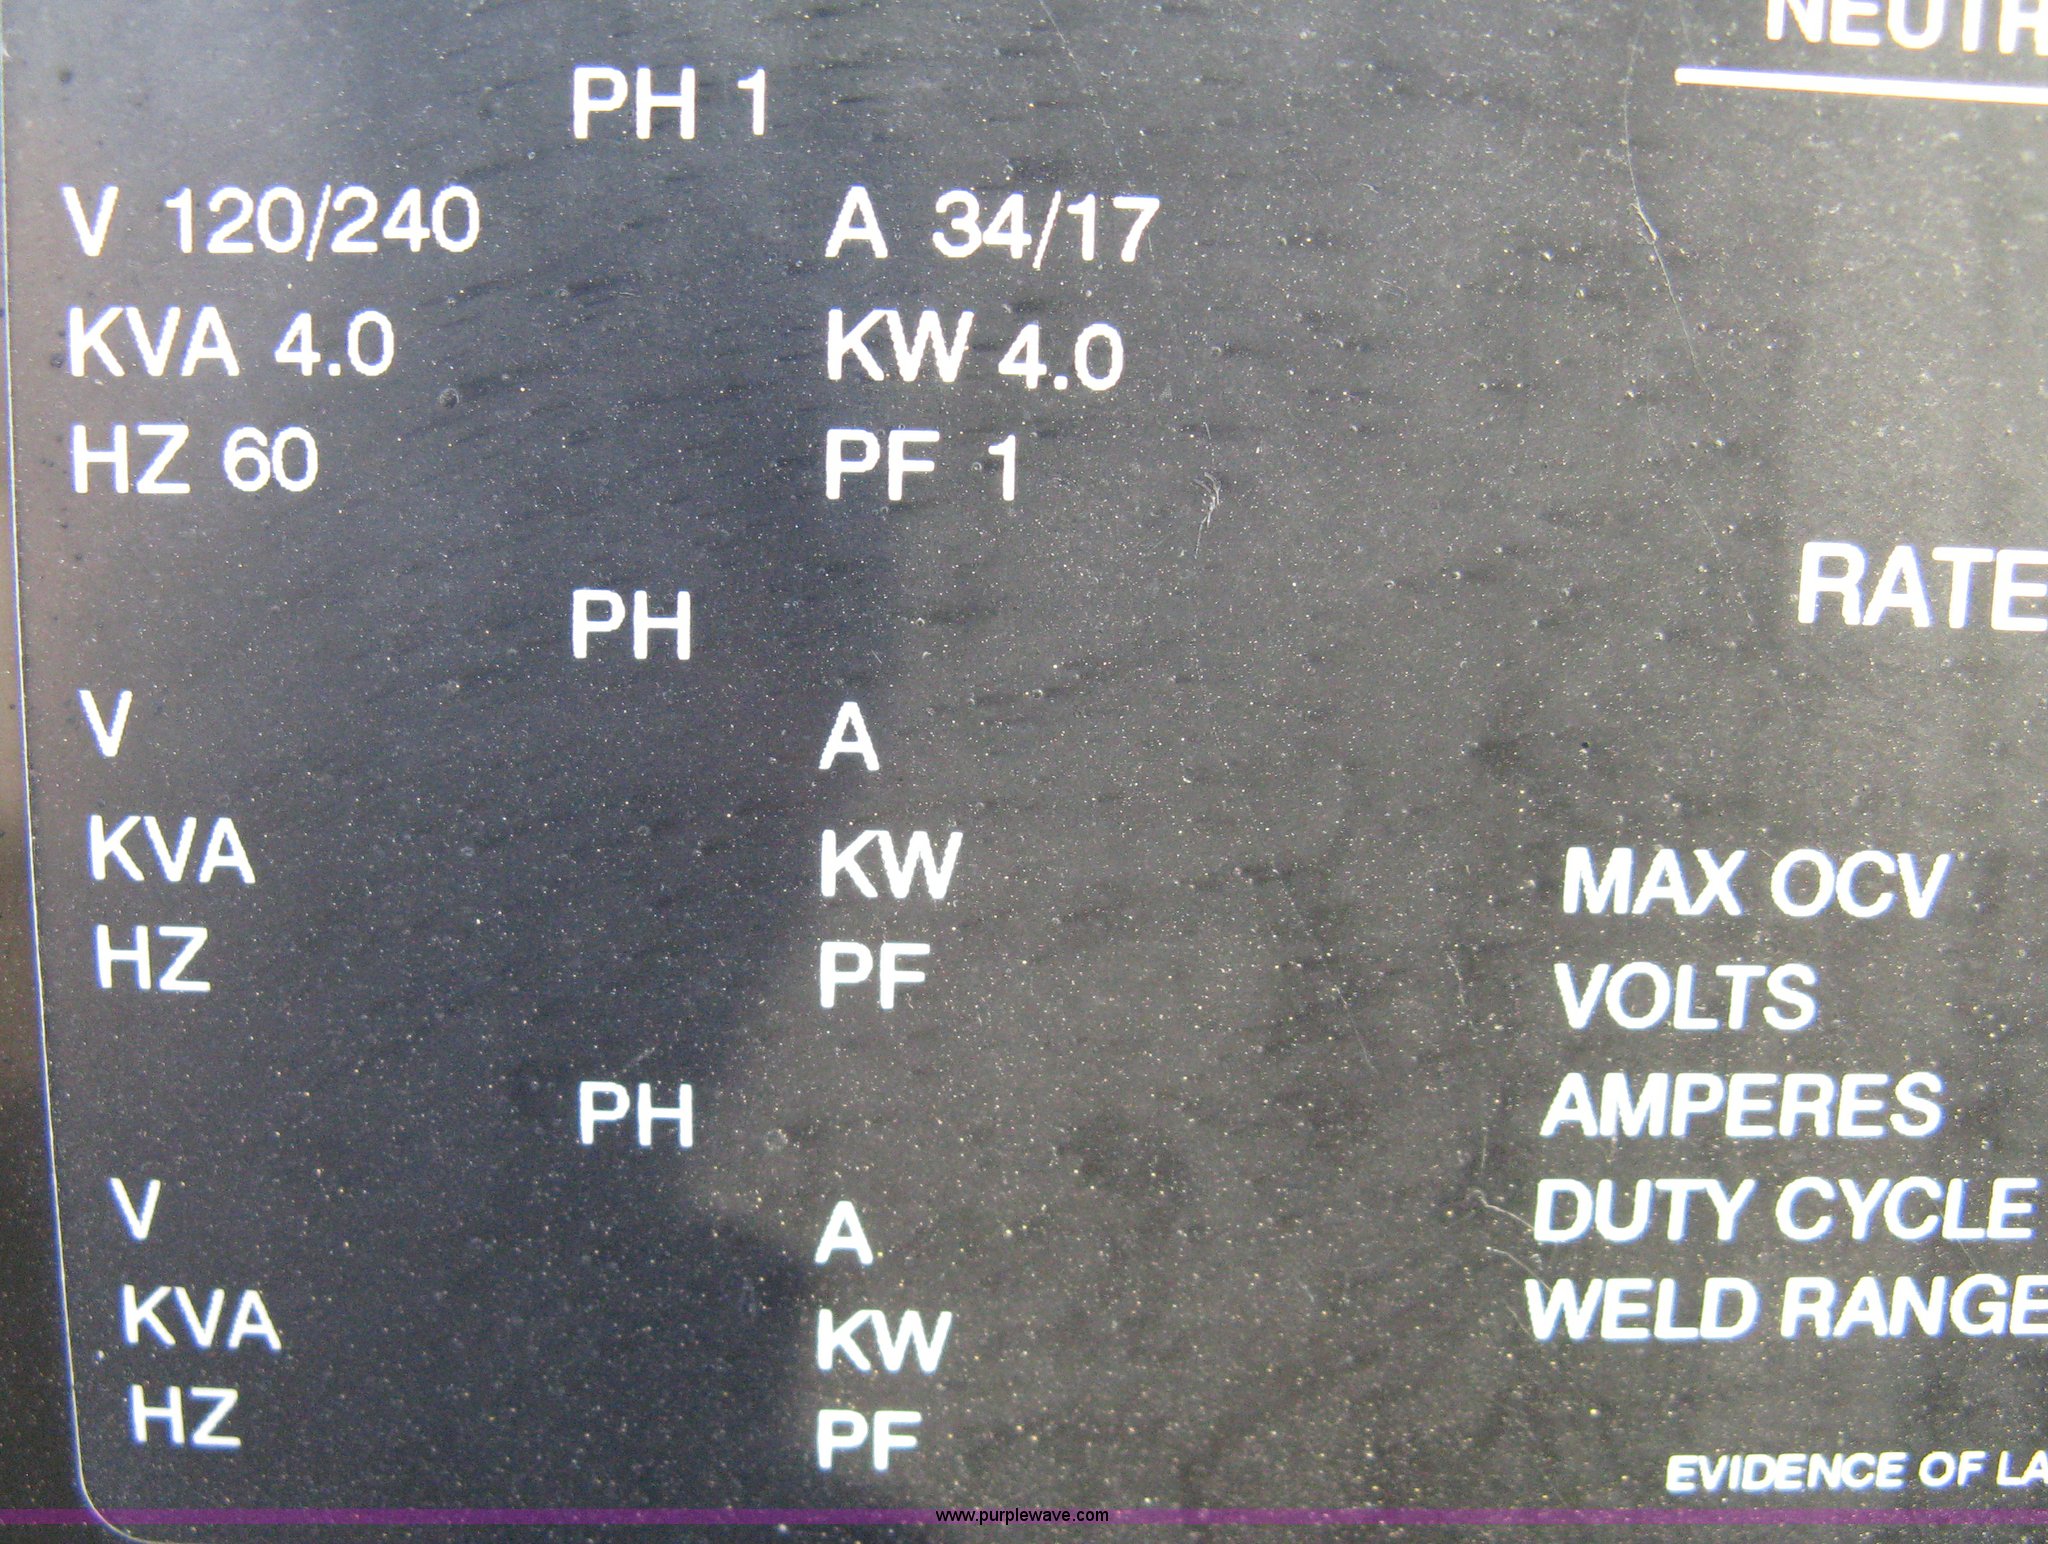 NEUTR
PH 1
V 120/240 A 34/17
KVA 4.0 KW 4.0
HZ 60 PF 1
RATE
PH
V A
KVA KW
HZ PF
PH
V A
KVA KW
HZ PF
MAX OCV
VOLTS
AMPERES
DUTY CYCLE
WELD RANGE
EVIDENCE OF LA
www.purplewave.com